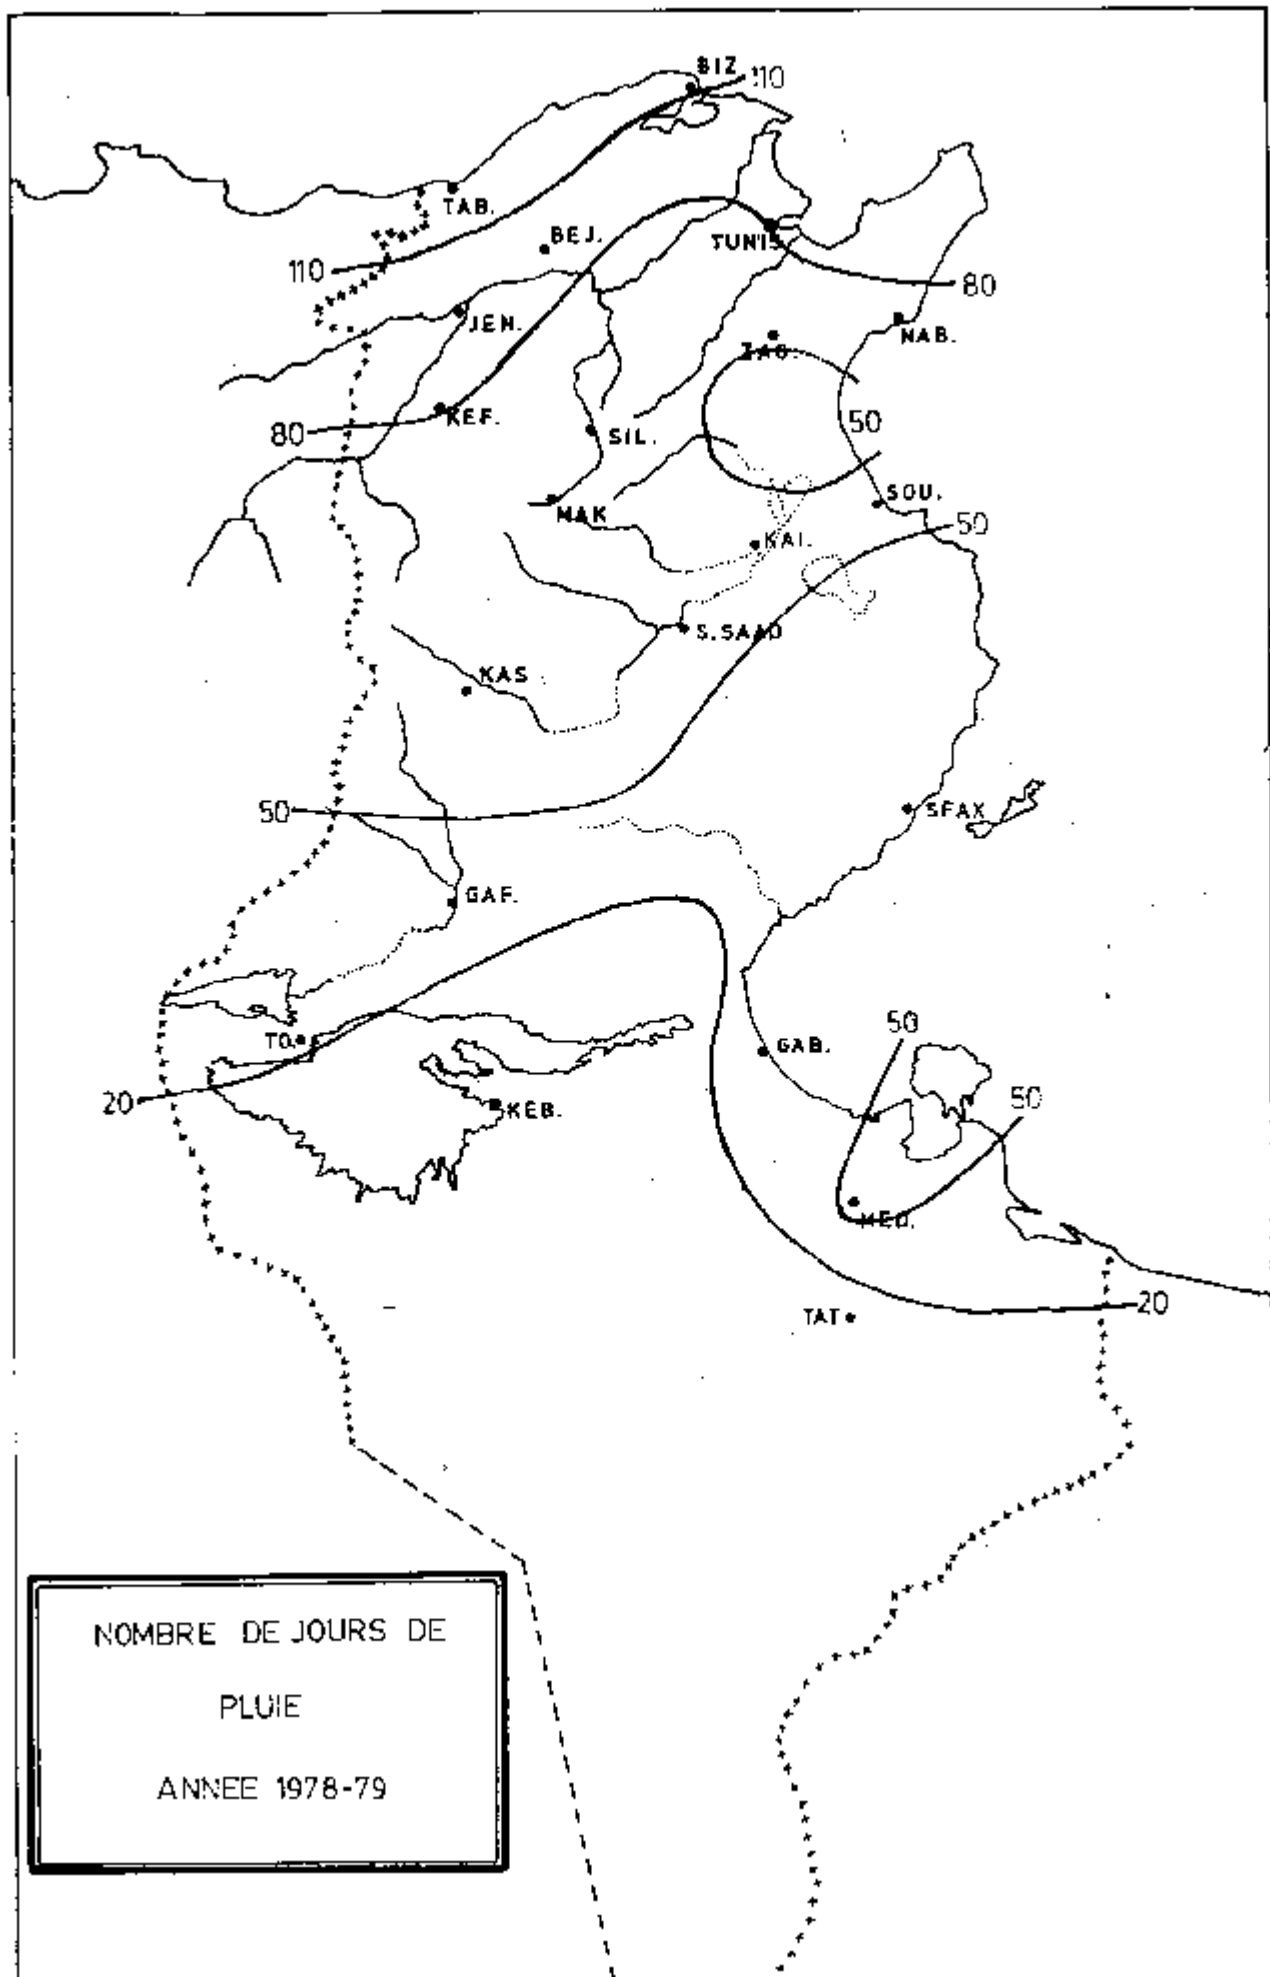 BIZ
110
TAB.
BEJ.
TUNIS
110
80
JEN.
NAB.
ZAG.
KEF.
80
50
SIL.
SOU.
MAK
50
KAI.
S.SAAD
KAS
50
SFAX
GAF.
50
TO.
GAB.
20
KEB.
50
MED.
20
TAT
NOMBRE DE JOURS DE
PLUIE
ANNEE 1978-79